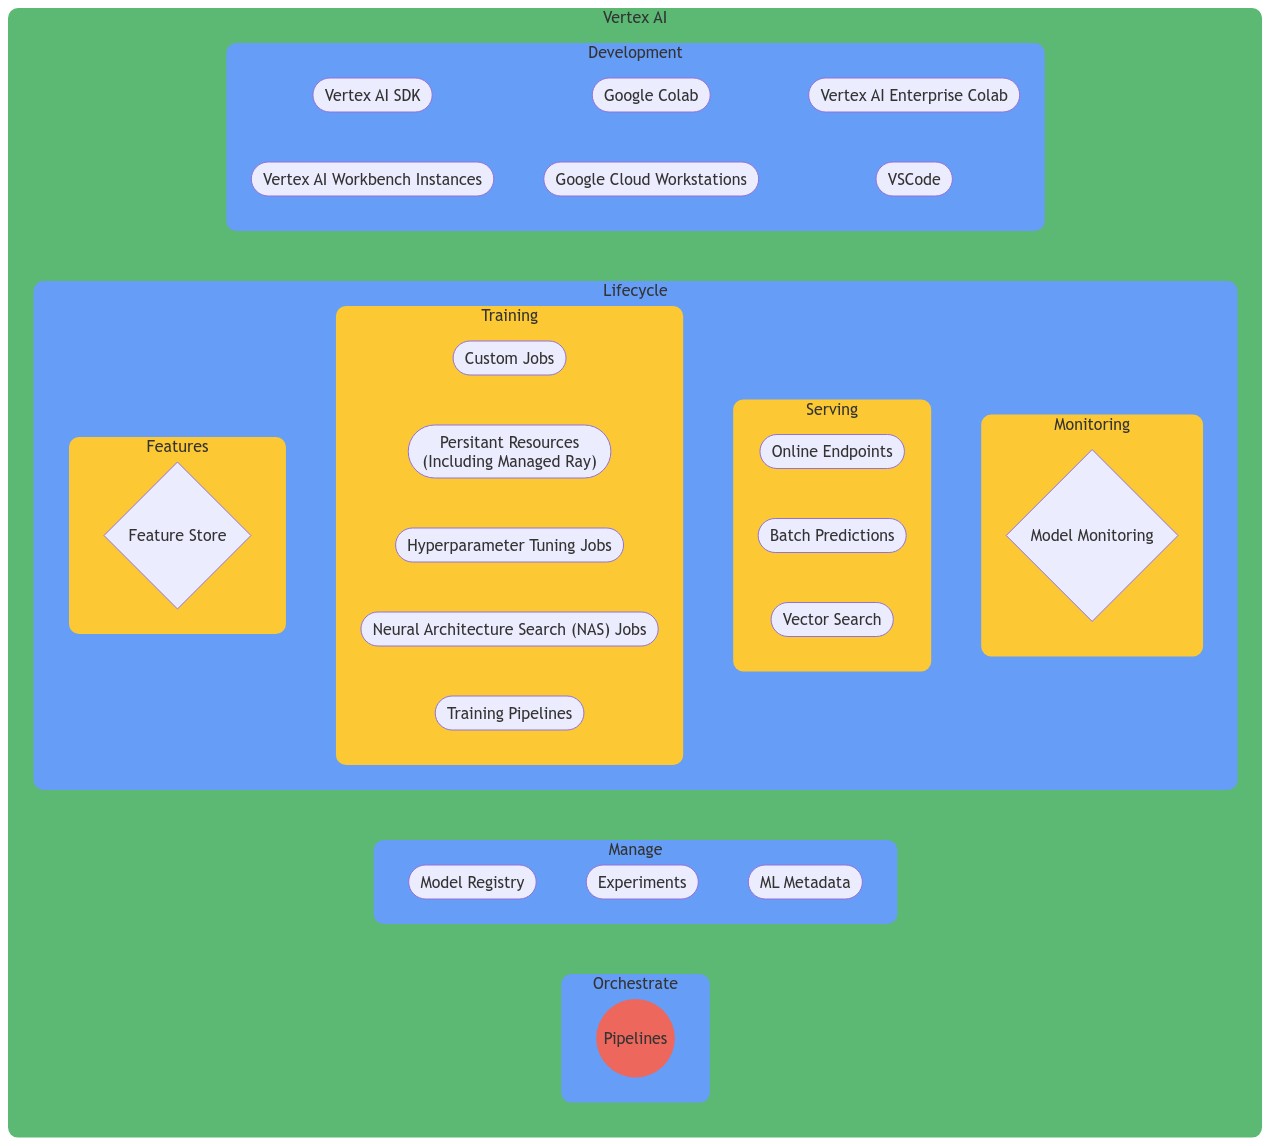 Vertex AI
Development
Vertex AI SDK
Google Colab
Vertex AI Enterprise Colab
Vertex AI Workbench Instances
Google Cloud Workstations
VSCode
Lifecycle
Features
Feature Store
Training
Custom Jobs
Persitant Resources
(Including Managed Ray)
Hyperparameter Tuning Jobs
Neural Architecture Search (NAS) Jobs
Training Pipelines
Serving
Online Endpoints
Batch Predictions
Vector Search
Monitoring
Model Monitoring
Manage
Model Registry
Experiments
ML Metadata
Orchestrate
Pipelines